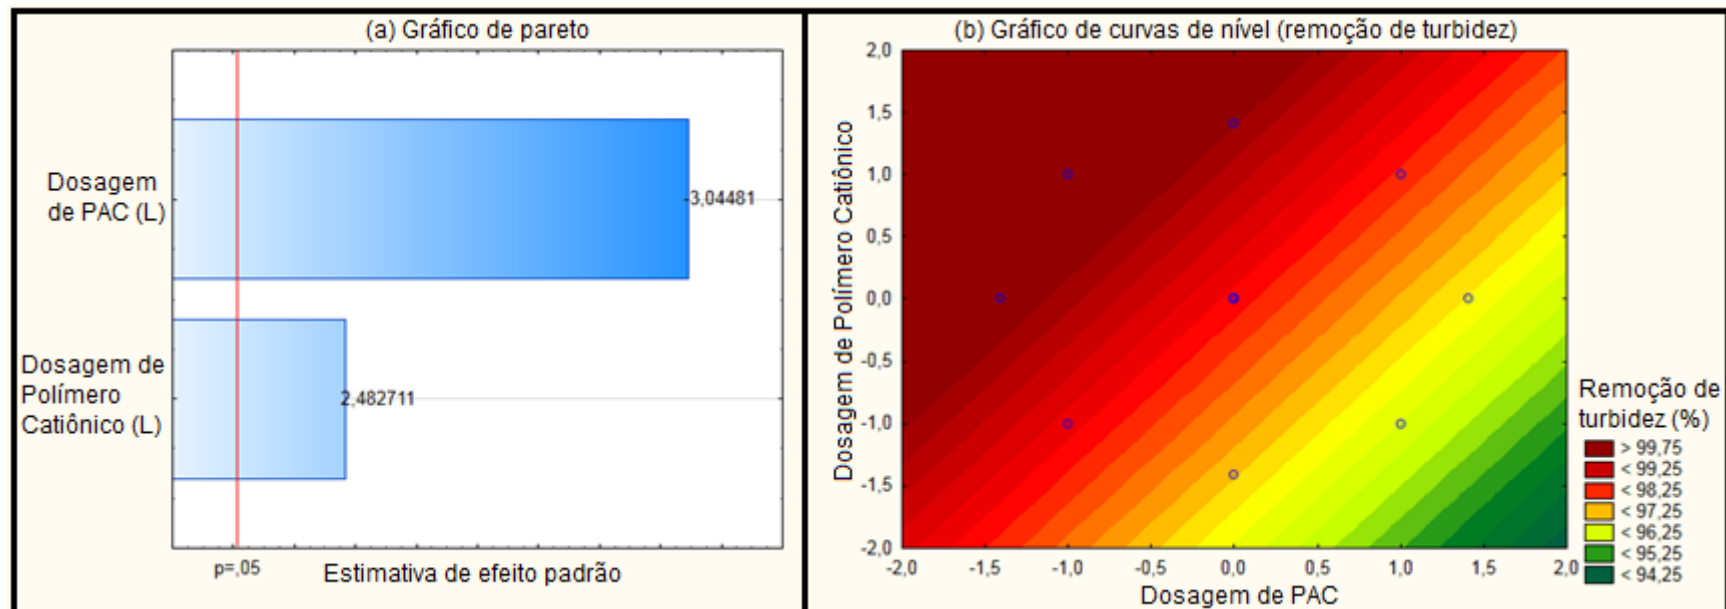 (a) Gráfico de pareto
Dosagem
de PAC (L)
3,04481
Dosagem de
Polímero
Catiônico (L)
2,482711
p=,05
Estimativa de efeito padrão
(b) Gráfico de curvas de nível (remoção de turbidez)
Dosagem de Polímero Catiônico
2,0
1,5
1,0
0,5
0,0
-0,5
-1,0
-1,5
-2,0
-2,0 -1,5 -1,0 -0,5 0,0 0,5 1,0 1,5 2,0
Dosagem de PAC
Remoção de
turbidez (%)
> 99,75
< 99,25
< 98,25
< 97,25
< 96,25
< 95,25
< 94,25